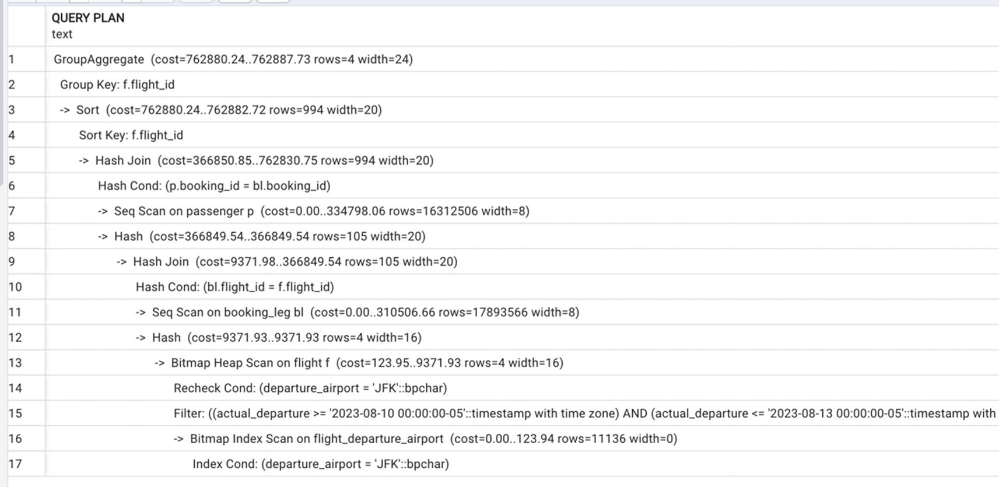 QUERY PLAN
text
1 GroupAggregate (cost=762880.24..762887.73 rows=4 width=24)
2 Group Key: f.flight_id
3 -> Sort (cost=762880.24..762882.72 rows=994 width=20)
4 Sort Key: f.flight_id
5 -> Hash Join (cost=366850.85..762830.75 rows=994 width=20)
6 Hash Cond: (p.booking_id = bl.booking_id)
7 -> Seq Scan on passenger p (cost=0.00..334798.06 rows=16312506 width=8)
8 -> Hash (cost=366849.54..366849.54 rows=105 width=20)
9 -> Hash Join (cost=9371.98..366849.54 rows=105 width=20)
10 Hash Cond: (bl.flight_id = f.flight_id)
11 -> Seq Scan on booking_leg bl (cost=0.00..310506.66 rows=17893566 width=8)
12 -> Hash (cost=9371.93..9371.93 rows=4 width=16)
13 -> Bitmap Heap Scan on flight f (cost=123.95..9371.93 rows=4 width=16)
14 Recheck Cond: (departure_airport = 'JFK'::bpchar)
15 Filter: ((actual_departure >= '2023-08-10 00:00:00-05'::timestamp with time zone) AND (actual_departure <= '2023-08-13 00:00:00-05'::timestamp with
16 -> Bitmap Index Scan on flight_departure_airport (cost=0.00..123.94 rows=11136 width=0)
17 Index Cond: (departure_airport = 'JFK'::bpchar)